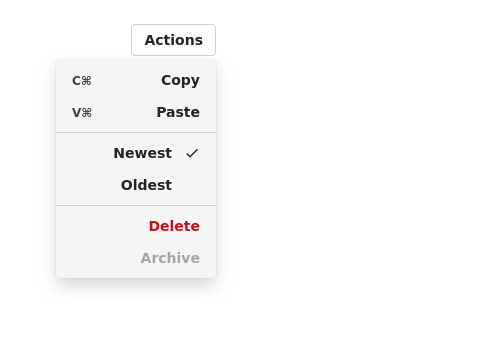 Actions
Copy C⌘
Paste V⌘
Newest
Oldest
Delete
Archive